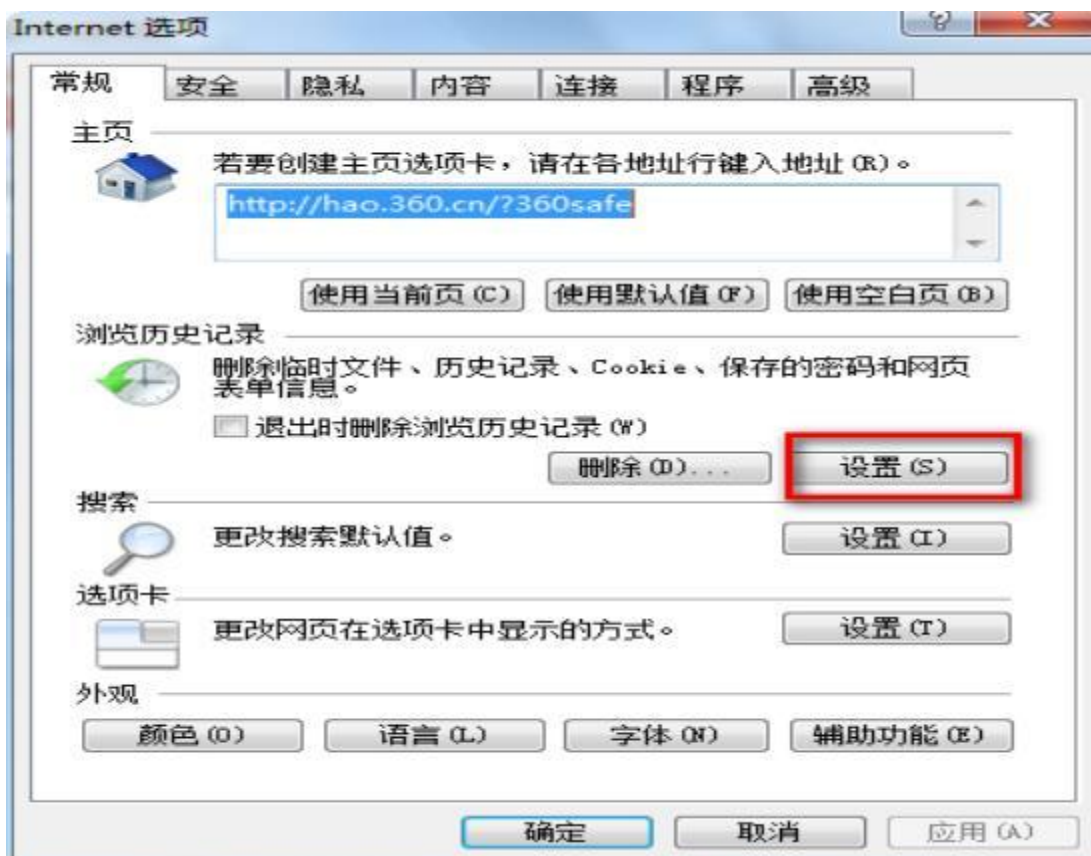 Internet 选项
常规 安全 隐私 内容 连接 程序 高级
主页
若要创建主页选项卡，请在各地址行键入地址(R)。
http://hao.360.cn/?360safe
使用当前页(C) 使用默认值(F) 使用空白页(B)
浏览历史记录
删除临时文件、历史记录、Cookie、保存的密码和网页
表单信息。
退出时删除浏览历史记录(W)
删除(D)... 设置(S)
搜索
更改搜索默认值。 设置(I)
选项卡
更改网页在选项卡中显示的方式。 设置(T)
外观
颜色(O) 语言(L) 字体(N) 辅助功能(E)
确定 取消 应用(A)